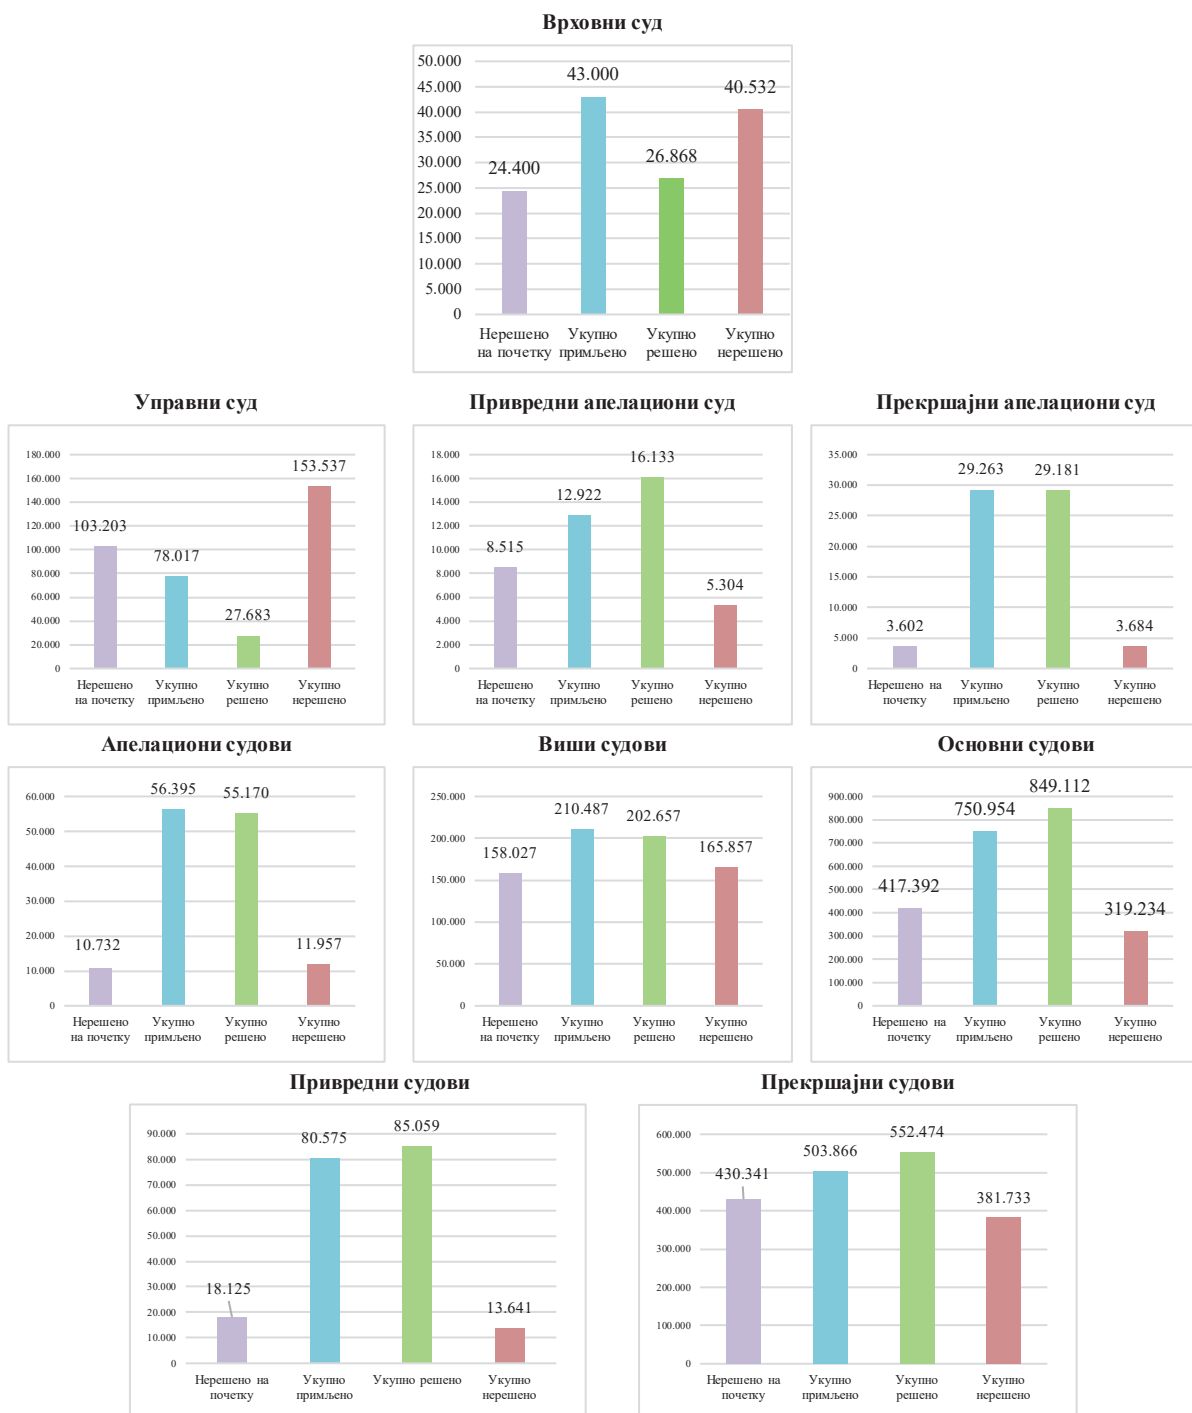 Врховни суд
50.000
45.000
40.000
35.000
30.000
25.000
20.000
15.000
10.000
5.000
0
24.400
43.000
26.868
40.532
Нерешено
на почетку
Укупно
примљено
Укупно
решено
Укупно
нерешено
Управни суд
180.000
160.000
140.000
120.000
100.000
80.000
60.000
40.000
20.000
0
103.203
78.017
27.683
153.537
Нерешено
на почетку
Укупно
примљено
Укупно
решено
Укупно
нерешено
Привредни апелациони суд
18.000
16.000
14.000
12.000
10.000
8.000
6.000
4.000
2.000
0
8.515
12.922
16.133
5.304
Нерешено
на почетку
Укупно
примљено
Укупно
решено
Укупно
нерешено
Прекршајни апелациони суд
35.000
30.000
25.000
20.000
15.000
10.000
5.000
0
3.602
29.263
29.181
3.684
Нерешено на
почетку
Укупно
примљено
Укупно
решено
Укупно
нерешено
Апелациони судови
60.000
50.000
40.000
30.000
20.000
10.000
0
10.732
56.395
55.170
11.957
Нерешено
на почетку
Укупно
примљено
Укупно
решено
Укупно
нерешено
Виши судови
250.000
200.000
150.000
100.000
50.000
0
158.027
210.487
202.657
165.857
Нерешено
на почетку
Укупно
примљено
Укупно
решено
Укупно
нерешено
Основни судови
900.000
800.000
700.000
600.000
500.000
400.000
300.000
200.000
100.000
0
417.392
750.954
849.112
319.234
Нерешено на
почетку
Укупно
примљено
Укупно
решено
Укупно
нерешено
Привредни судови
90.000
80.000
70.000
60.000
50.000
40.000
30.000
20.000
10.000
0
18.125
80.575
85.059
13.641
Нерешено на
почетку
Укупно
примљено
Укупно решено
Укупно
нерешено
Прекршајни судови
600.000
500.000
400.000
300.000
200.000
100.000
0
430.341
503.866
552.474
381.733
Нерешено на
почетку
Укупно
примљено
Укупно
решено
Укупно
нерешено